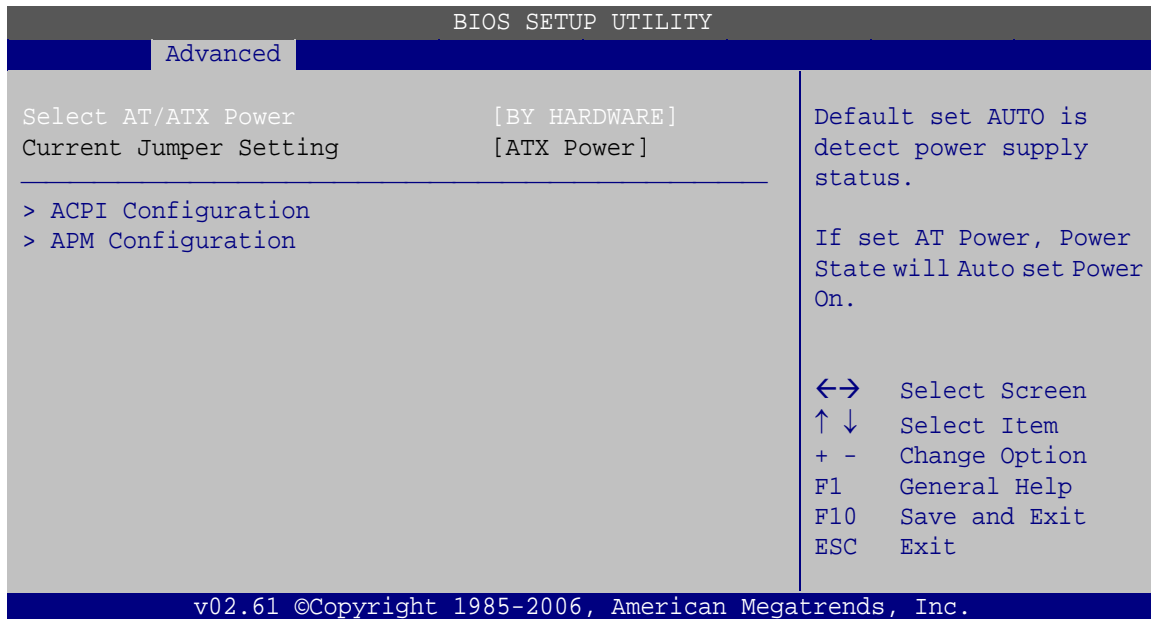 BIOS SETUP UTILITY
Advanced
Select AT/ATX Power [BY HARDWARE]
Current Jumper Setting [ATX Power]
> ACPI Configuration
> APM Configuration
Default set AUTO is
detect power supply
status.
If set AT Power, Power
State will Auto set Power
On.
←→ Select Screen
↑↓ Select Item
+ - Change Option
F1 General Help
F10 Save and Exit
ESC Exit
v02.61 ©Copyright 1985-2006, American Megatrends, Inc.